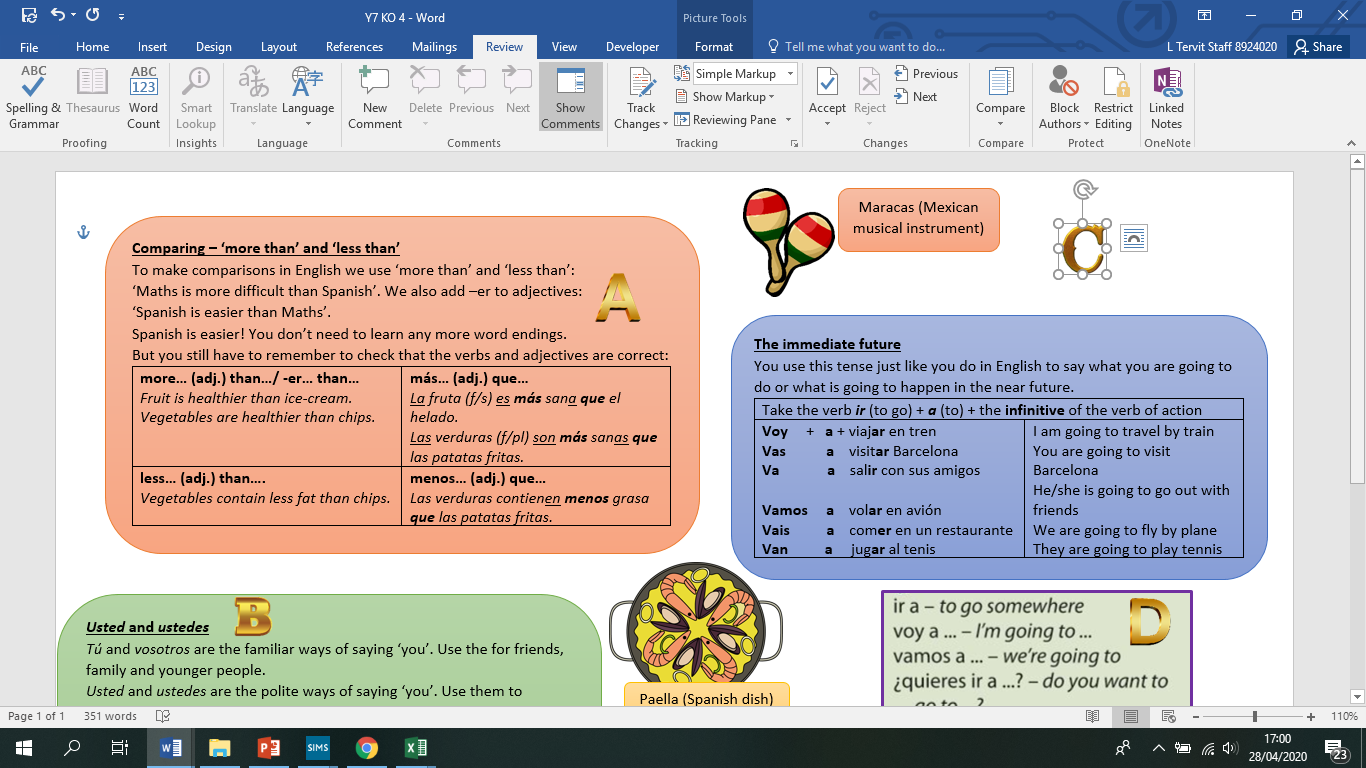 Y7 KO 4 - Word
Picture Tools
File
Home
Insert
Design
Layout
References
Mailings
Review
View
Developer
Format
Tell me what you want to do...
L Tervit Staff 8924020
Share
ABC
Spelling &
Grammar
Thesaurus
ABC
123
Word
Count
Smart
Lookup
Translate
Language
New
Comment
Delete
Previous
Next
Show
Comments
Track
Changes
Simple Markup
Show Markup
Reviewing Pane
Accept
Reject
Previous
Next
Compare
Block
Authors
Restrict
Editing
Linked
Notes
Proofing
Insights
Language
Comments
Tracking
Changes
Compare
Protect
OneNote
Comparing – ‘more than’ and ‘less than’
To make comparisons in English we use ‘more than’ and ‘less than’:
‘Maths is more difficult than Spanish’. We also add –er to adjectives:
‘Spanish is easier than Maths’.
Spanish is easier! You don’t need to learn any more word endings.
But you still have to remember to check that the verbs and adjectives are correct:
A
more… (adj.) than…/ -er… than…
Fruit is healthier than ice-cream.
Vegetables are healthier than chips.
más… (adj.) que…
La fruta (f/s) es más sana que el
helado.
Las verduras (f/pl) son más sanas que
las patatas fritas.
less… (adj.) than….
Vegetables contain less fat than chips.
menos… (adj.) que…
Las verduras contienen menos grasa
que las patatas fritas.
Maracas (Mexican
musical instrument)
C
The immediate future
You use this tense just like you do in English to say what you are going to
do or what is going to happen in the near future.
Take the verb ir (to go) + a (to) + the infinitive of the verb of action
Voy + a + viajar en tren
Vas a visitar Barcelona
Va a salir con sus amigos
Vamos a volar en avión
Vais a comer en un restaurante
Van a jugar al tenis
I am going to travel by train
You are going to visit
Barcelona
He/she is going to go out with
friends
We are going to fly by plane
They are going to play tennis
Usted and ustedes
B
Tú and vosotros are the familiar ways of saying ‘you’. Use the for friends,
family and younger people.
Usted and ustedes are the polite ways of saying ‘you’. Use them to
Paella (Spanish dish)
ir a – to go somewhere
voy a ... – I’m going to ...
vamos a ... – we’re going to
¿quieres ir a ...? – do you want to
go to ...?
D
Page 1 of 1
351 words
110%
W
P
SIMS
X
17:00
28/04/2020
23